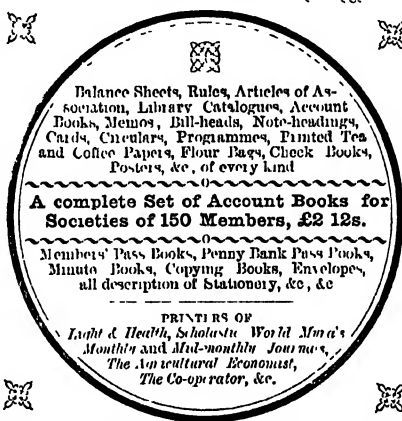 Balance Sheets, Rules, Articles of As-
sociation, Library Catalogues, Account
Books, Memos, Bill-heads, Note-headings,
Cards, Circulars, Programmes, Printed Tea
and Coffee Papers, Flour Bags, Check Books,
Posters, &c, of every kind
A complete Set of Account Books for
Societies of 150 Members, £2 12s.
Members' Pass Books, Penny Bank Pass Books,
Minute Books, Copying Books, Envelopes,
all description of Stationery, &c, &c
PRINTERS OF
Light & Health, Scholastic World Myra's
Monthly and Mid-monthly Journals,
The Agricultural Economist,
The Co-operator, &c.